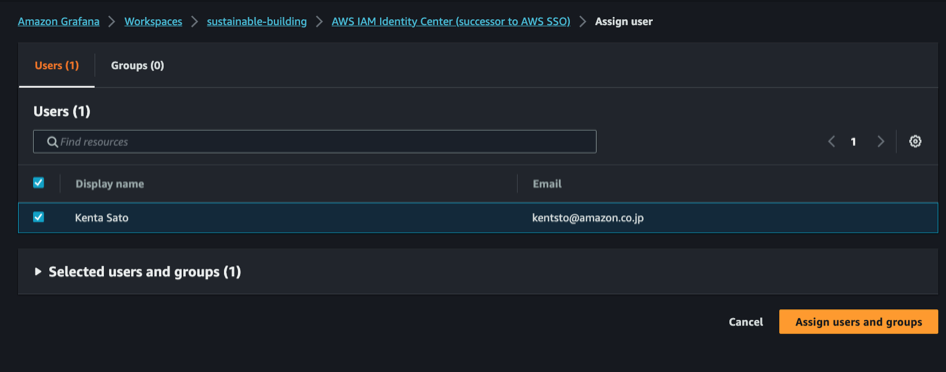 Amazon Grafana > Workspaces > sustainable-building > AWS IAM Identity Center (successor to AWS SSO) > Assign user
Users (1) Groups (0)
Users (1)
Find resources 1
Display name Email
Kenta Sato kentsto@amazon.co.jp
Selected users and groups (1)
Cancel Assign users and groups